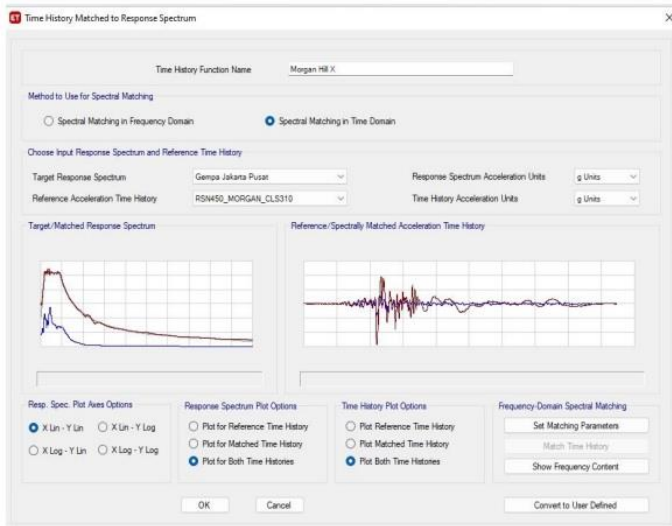 ET Time History Matched to Response Spectrum X
Time History Function Name Morgan Hill X
Method to Use for Spectral Matching
Spectral Matching in Frequency Domain Spectral Matching in Time Domain
Choose Input Response Spectrum and Reference Time History
Target Response Spectrum Gempa Jakarta Pusat Response Spectrum Acceleration Units g Units
Reference Acceleration Time History RSN450_MORGAN_CLS310 Time History Acceleration Units g Units
Target/Matched Response Spectrum Reference/Spectrally Matched Acceleration Time History
Resp. Spec. Plot Axes Options Response Spectrum Plot Options Time History Plot Options Frequency-Domain Spectral Matching
X Lin - Y Lin X Lin - Y Log Plot for Reference Time History Plot Reference Time History Set Matching Parameters
Plot for Matched Time History Plot Matched Time History Match Time History
X Log - Y Lin X Log - Y Log Plot for Both Time Histories Plot Both Time Histories Show Frequency Content
OK Cancel Convert to User Defined